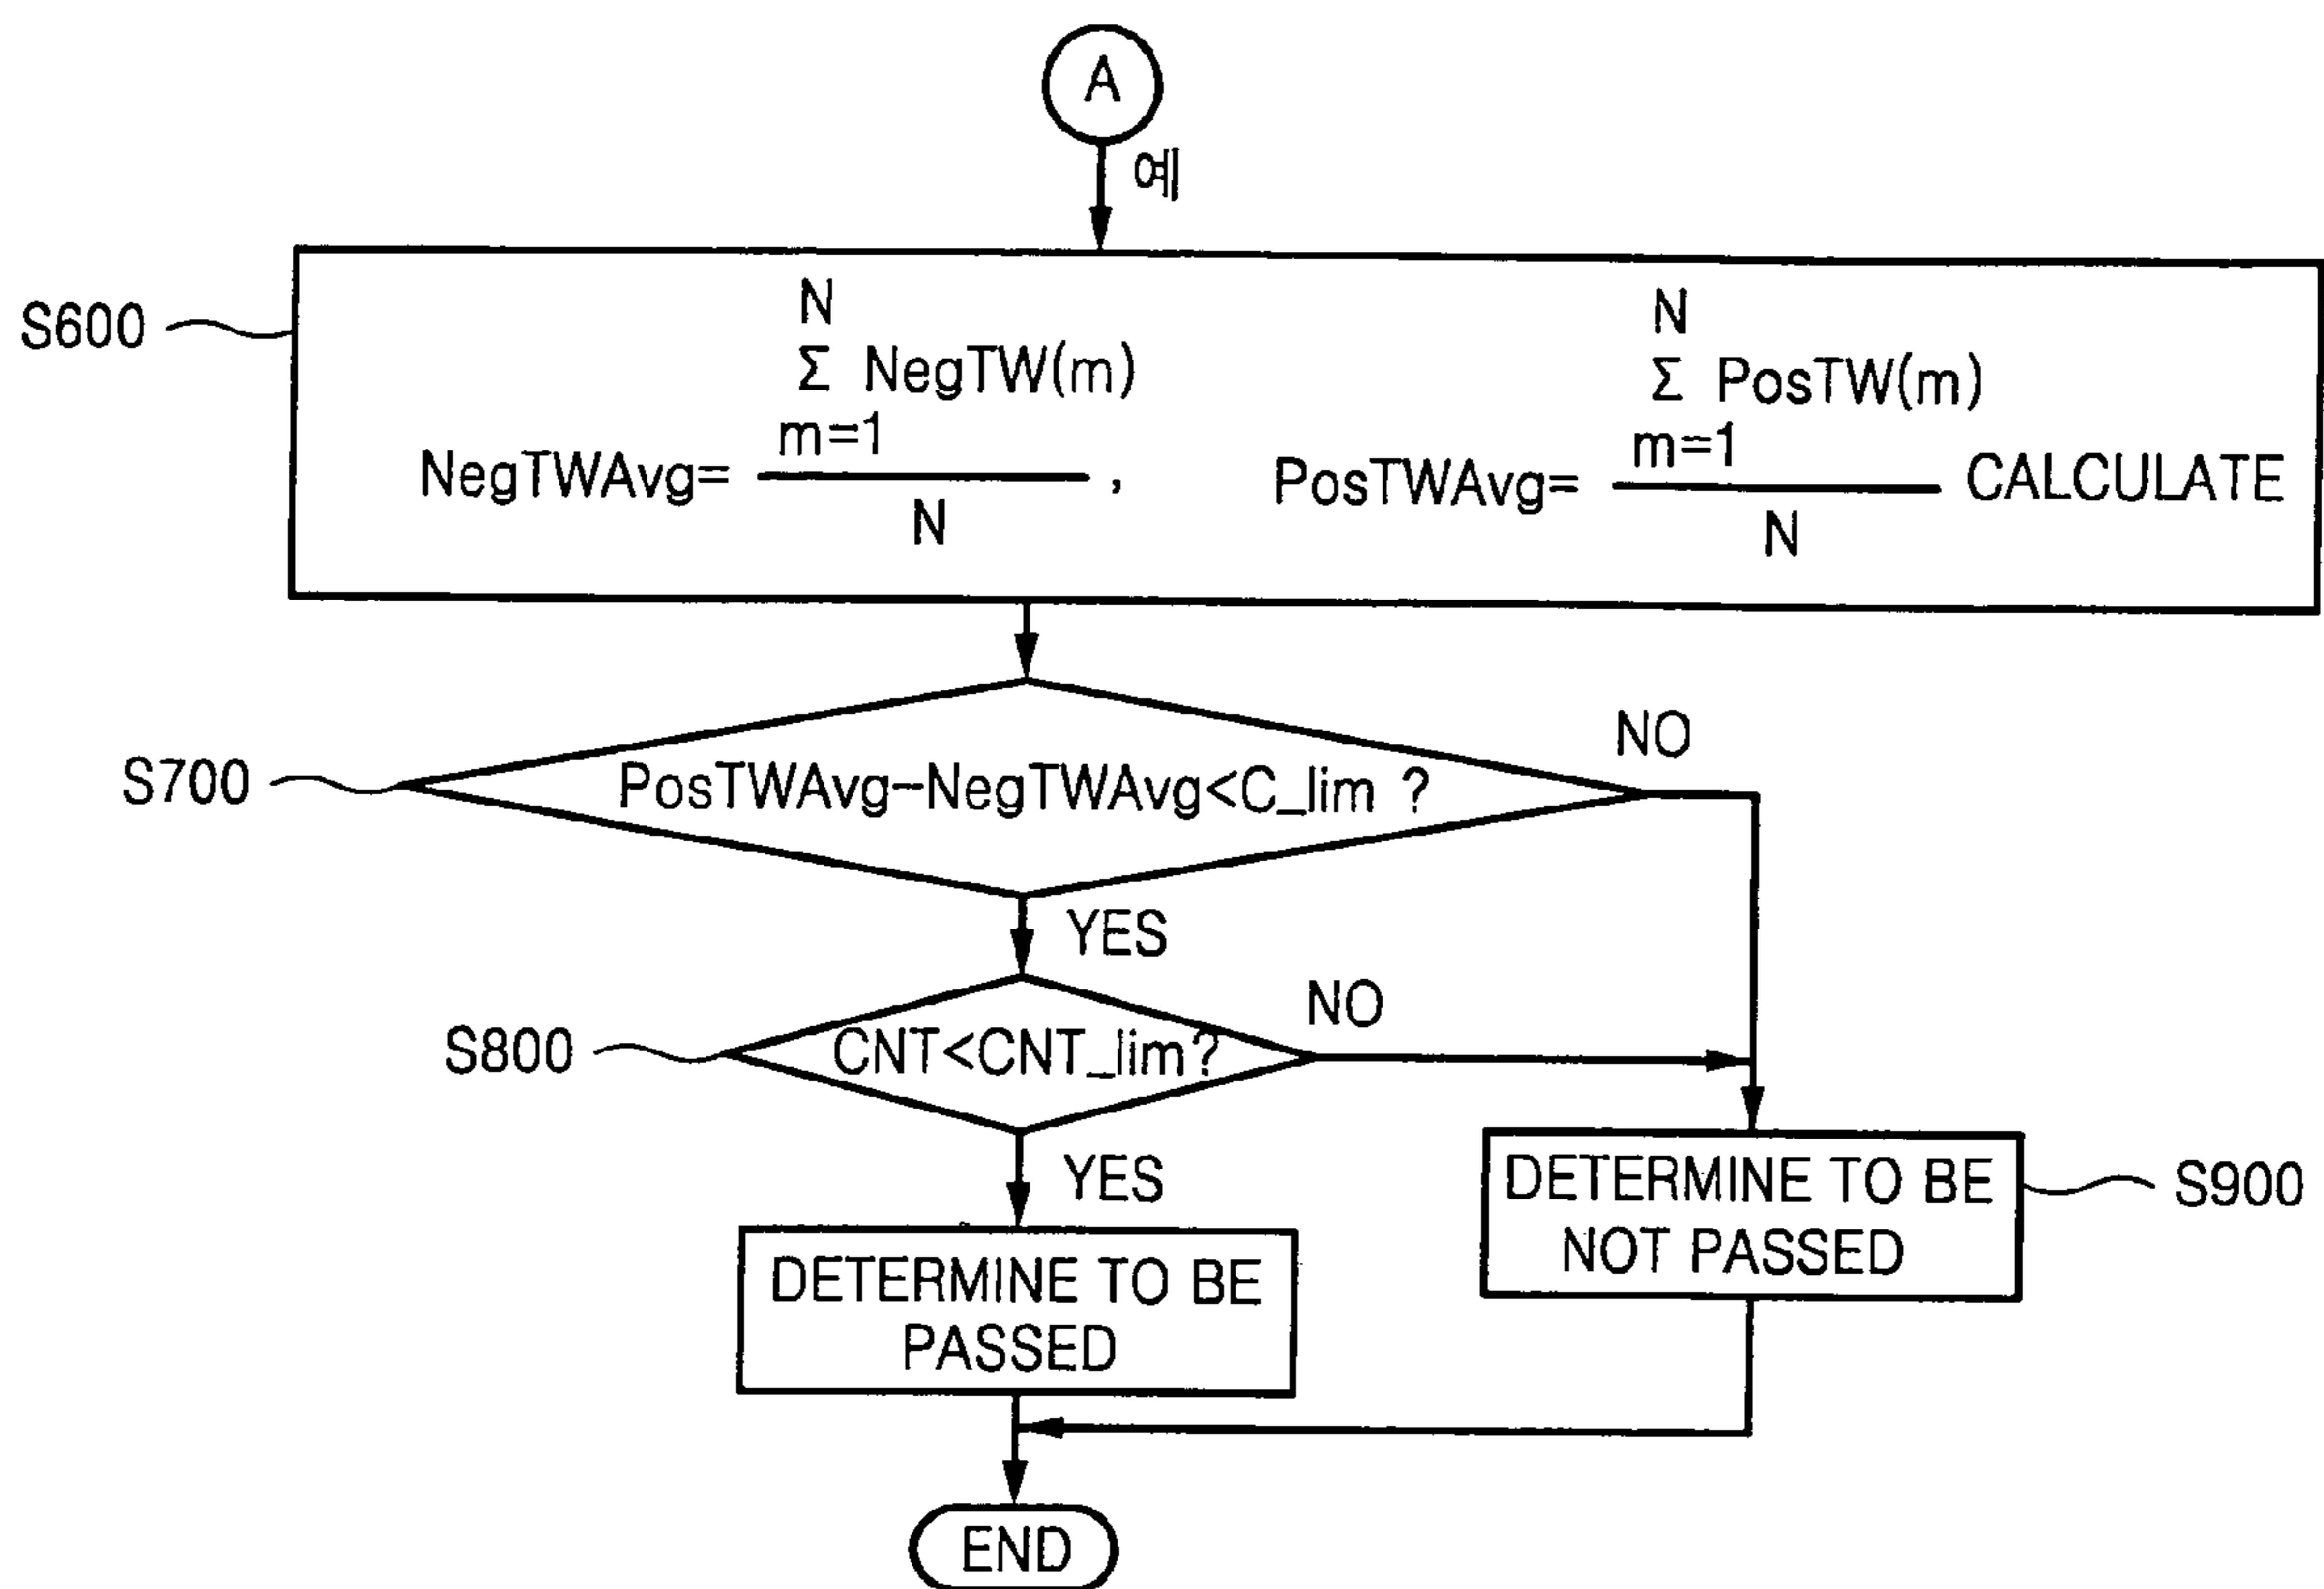 A
예
S600
N
Σ NegTW(m)
m=1
NegTWAvg=
N
,
N
Σ PosTW(m)
m=1
PosTWAvg=
N
CALCULATE
S700
PosTWAvg-NegTWAvg<C_lim ?
NO
YES
S800
CNT<CNT_lim?
NO
YES
DETERMINE TO BE
PASSED
DETERMINE TO BE
NOT PASSED
S900
END